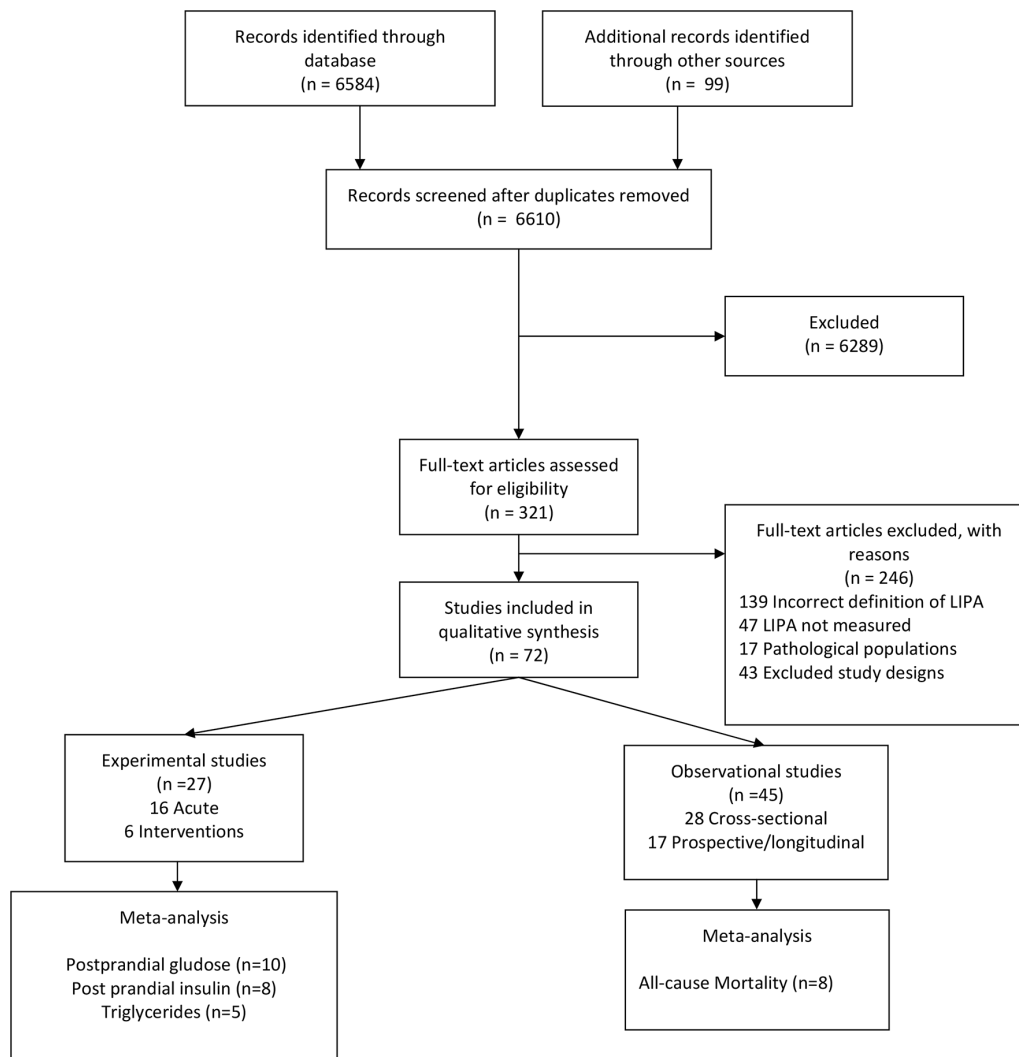 Records identified through
database
(n = 6584)
Additional records identified
through other sources
(n = 99)
Records screened after duplicates removed
(n = 6610)
Excluded
(n = 6289)
Full-text articles assessed
for eligibility
(n = 321)
Full-text articles excluded, with
reasons
(n = 246)
139 Incorrect definition of LIPA
47 LIPA not measured
17 Pathological populations
43 Excluded study designs
Studies included in
qualitative synthesis
(n = 72)
Experimental studies
(n =27)
16 Acute
6 Interventions
Observational studies
(n =45)
28 Cross-sectional
17 Prospective/longitudinal
Meta-analysis
Postprandial gludose (n=10)
Post prandial insulin (n=8)
Triglycerides (n=5)
Meta-analysis
All-cause Mortality (n=8)